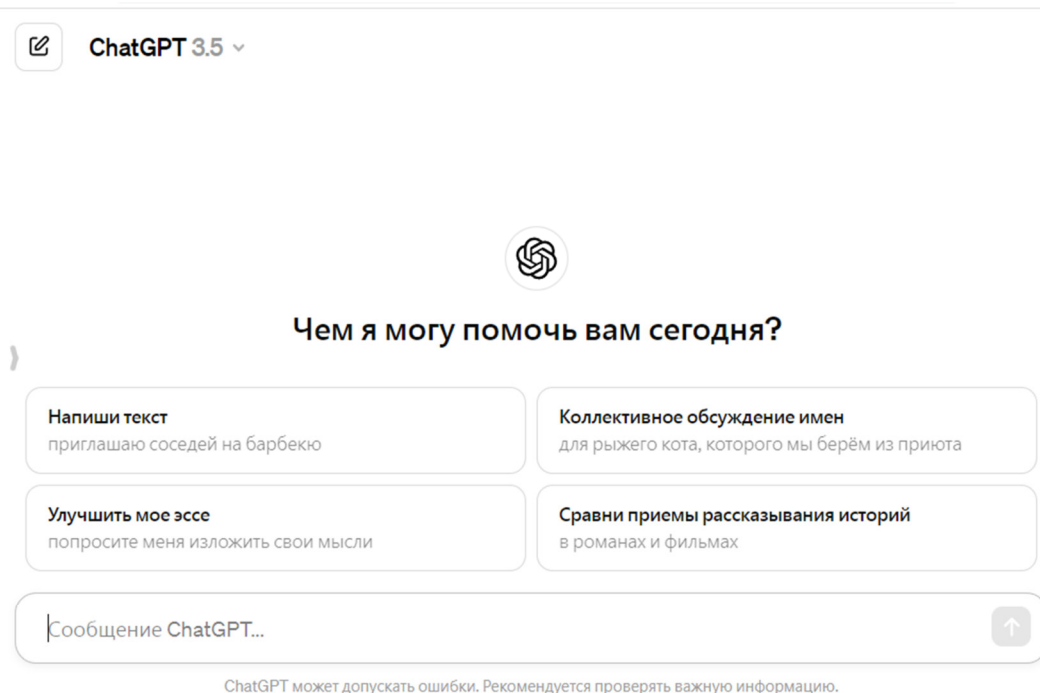 ChatGPT 3.5
Чем я могу помочь вам сегодня?
Напиши текст
приглашаю соседей на барбекю
Коллективное обсуждение имен
для рыжего кота, которого мы берём из приюта
Улучшить мое эссе
попросите меня изложить свои мысли
Сравни приемы рассказывания историй
в романах и фильмах
Сообщение ChatGPT...
ChatGPT может допускать ошибки. Рекомендуется проверять важную информацию.